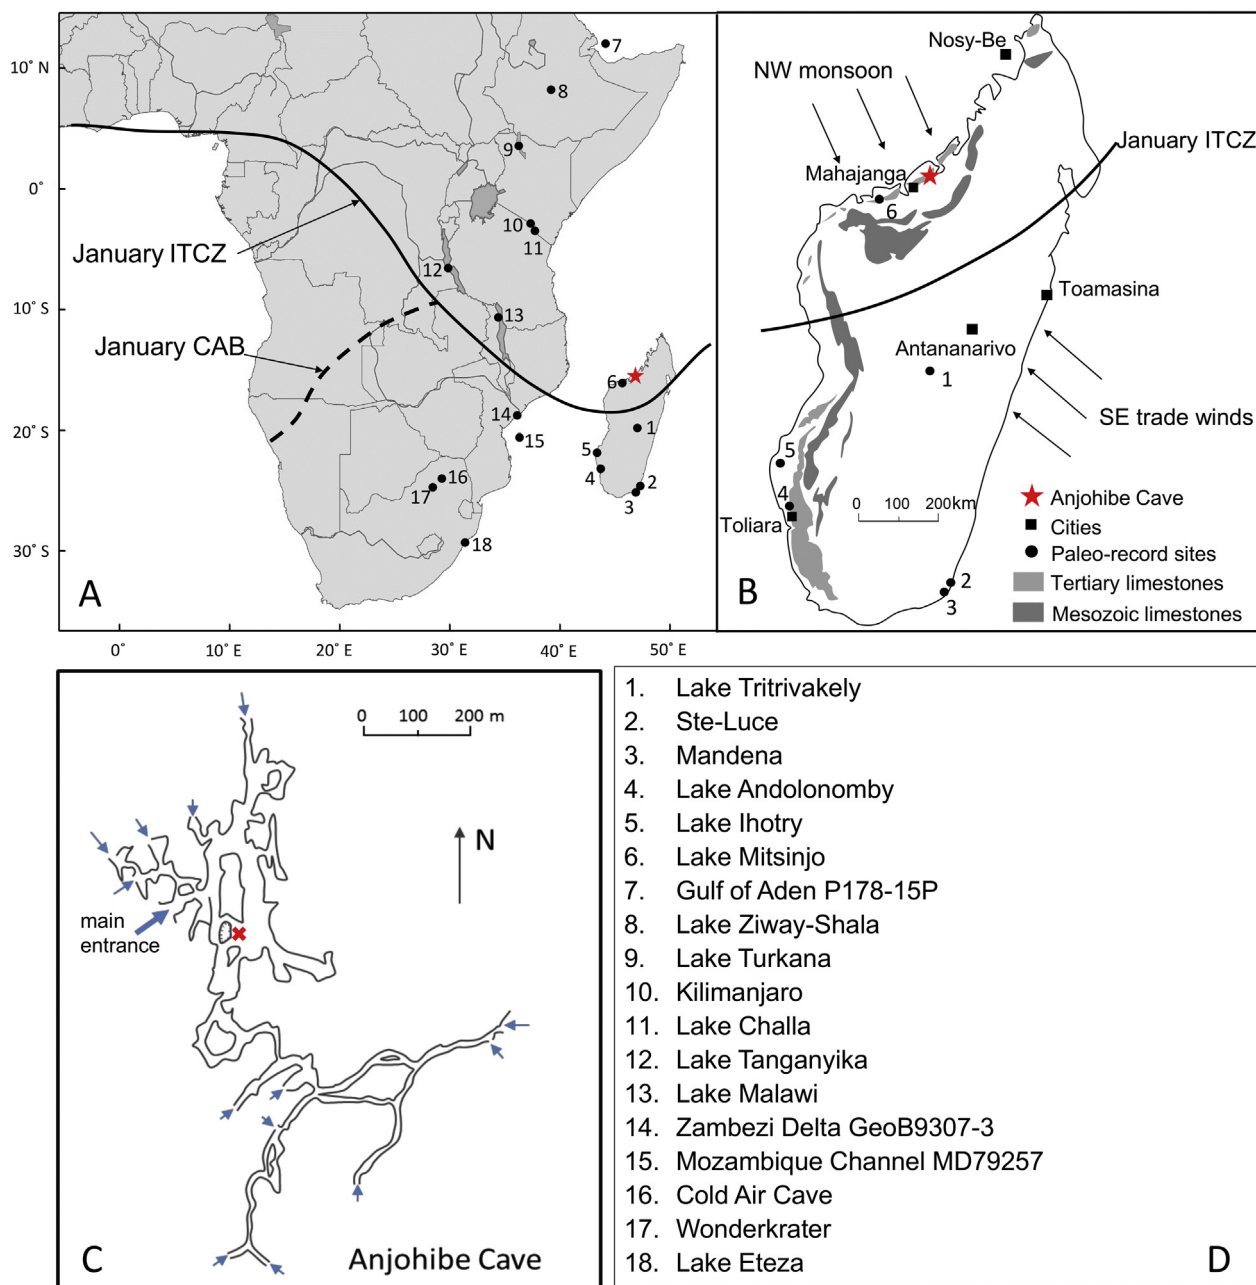 10° N
0°
10° S
20° S
30° S
0°
10° E
20° E
30° E
40° E
50° E
January ITCZ
January CAB
7
8
9
10
11
12
13
6
14
15
1
5
4
2
3
16
17
18
A
Nosy-Be
NW monsoon
January ITCZ
Mahajanga
6
Toamasina
Antananarivo
1
SE trade winds
5
4
Toliara
0 100 200km
2
3
Anjohibe Cave
Cities
Paleo-record sites
Tertiary limestones
Mesozoic limestones
B
0 100 200 m
N
main
entrance
C
Anjohibe Cave
1. Lake Tritrivakely
2. Ste-Luce
3. Mandena
4. Lake Andolonomby
5. Lake Ihotry
6. Lake Mitsinjo
7. Gulf of Aden P178-15P
8. Lake Ziway-Shala
9. Lake Turkana
10. Kilimanjaro
11. Lake Challa
12. Lake Tanganyika
13. Lake Malawi
14. Zambezi Delta GeoB9307-3
15. Mozambique Channel MD79257
16. Cold Air Cave
17. Wonderkrater
18. Lake Eteza
D